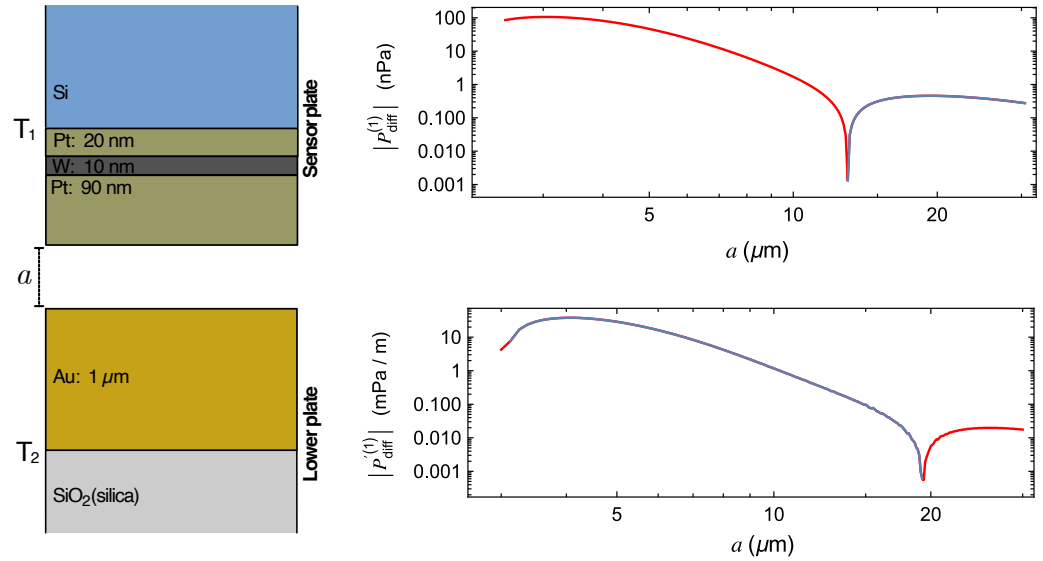 Si
T₁
Pt: 20 nm
W: 10 nm
Pt: 90 nm
Sensor plate
a
Au: 1 μm
T₂
SiO₂(silica)
Lower plate
|P_diff^(1)| (nPa)
100
10
1
0.100
0.010
0.001
5
10
20
a (μm)
|P'_diff^(1)| (mPa / m)
10
1
0.100
0.010
0.001
5
10
20
a (μm)